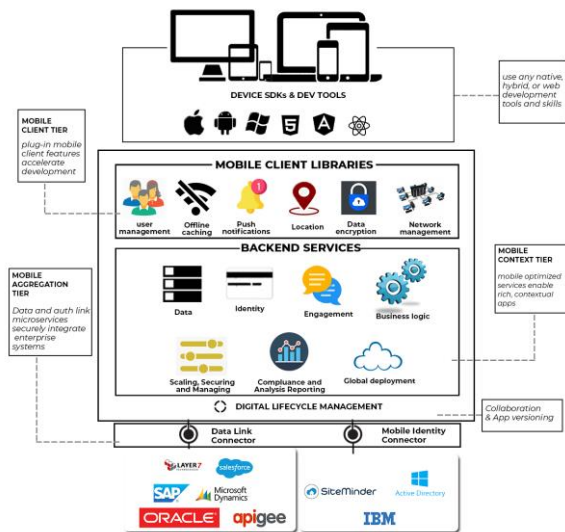 DEVICE SDKs & DEV TOOLS
use any native,
hybrid, or web
development
tools and skills
MOBILE
CLIENT TIER
plug-in mobile
client features
accelerate
development
MOBILE CLIENT LIBRARIES
1
user
management
Offline
caching
Push
notifications
Location
Data
encryption
Network
management
BACKEND SERVICES
Data
Identity
Engagement
Business logic
MOBILE
CONTEXT TIER
mobile optimized
services enable
rich, contextual
apps
MOBILE
AGGREGATION
TIER
Data and auth link
microservices
securely integrate
enterprise
systems
Scaling, Securing
and Managing
Compluance and
Analysis Reporting
Global deployment
DIGITAL LIFECYCLE MANAGEMENT
Collaboration
& App versioning
Data Link
Connector
Mobile Identity
Connector
LAYER 7
salesforce
SAP
Microsoft
Dynamics
ORACLE
apigee
SiteMinder
Active Directory
IBM